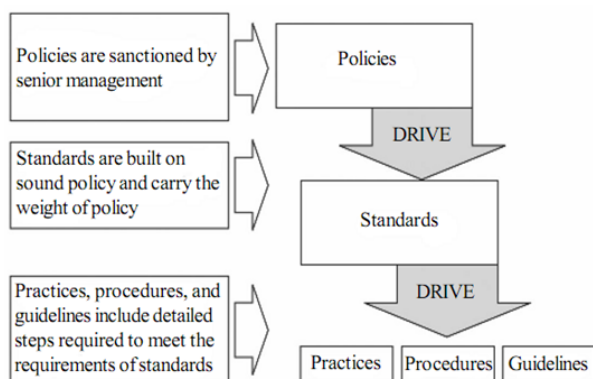 Policies are sanctioned by
senior management
Policies
DRIVE
Standards are built on
sound policy and carry the
weight of policy
Standards
DRIVE
Practices, procedures, and
guidelines include detailed
steps required to meet the
requirements of standards
Practices
Procedures
Guidelines